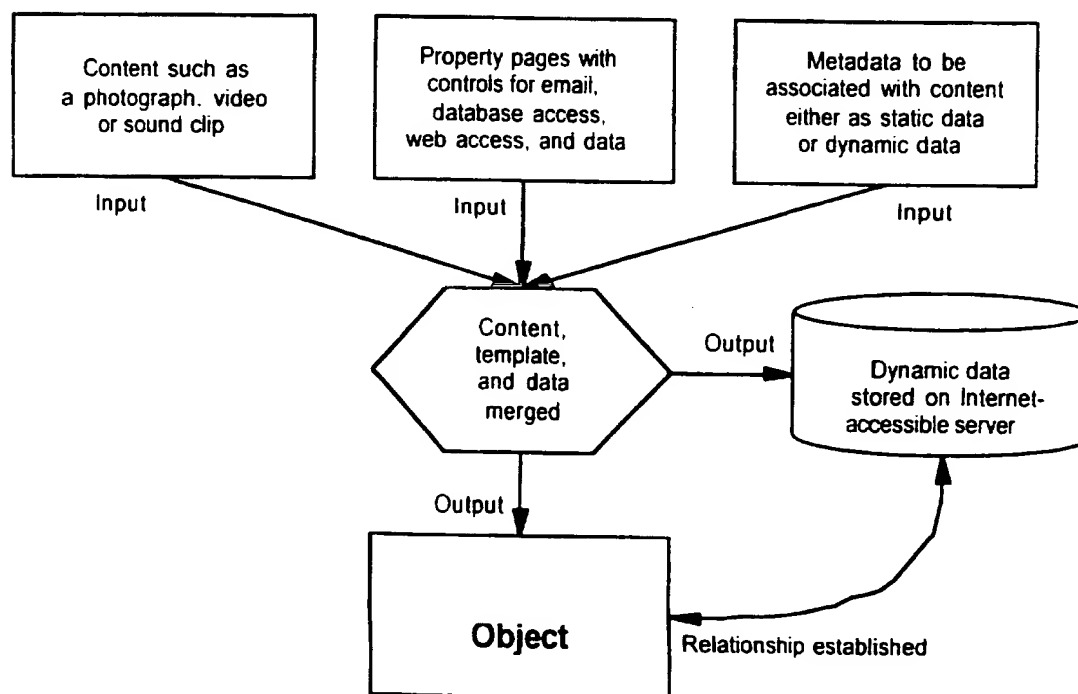 Content such as
a photograph. video
or sound clip
Property pages with
controls for email,
database access,
web access, and data
Metadata to be
associated with content
either as static data
or dynamic data
Input
Input
Input
Content,
template,
and data
merged
Output
Dynamic data
stored on Internet-
accessible server
Output
Object
Relationship established